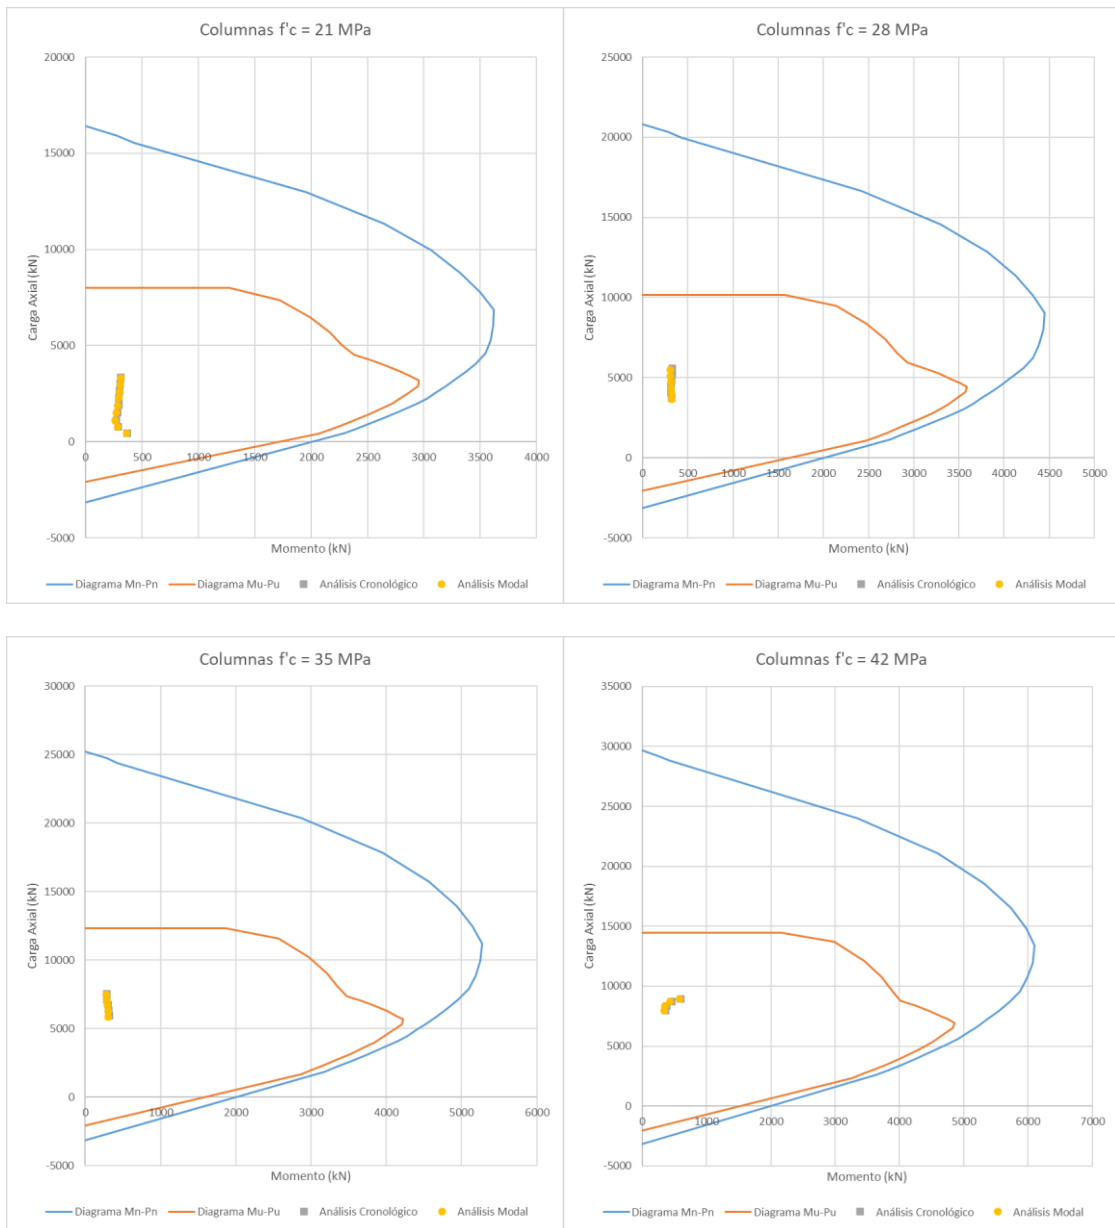 Columnas f'c = 21 MPa
20000
15000
10000
5000
0
-5000
Carga Axial (kN)
0 500 1000 1500 2000 2500 3000 3500 4000
Momento (kN)
Diagrama Mn-Pn Diagrama Mu-Pu Análisis Cronológico Análisis Modal
Columnas f'c = 28 MPa
25000
20000
15000
10000
5000
0
-5000
Carga Axial (kN)
0 500 1000 1500 2000 2500 3000 3500 4000 4500 5000
Momento (kN)
Diagrama Mn-Pn Diagrama Mu-Pu Análisis Cronológico Análisis Modal
Columnas f'c = 35 MPa
30000
25000
20000
15000
10000
5000
0
-5000
Carga Axial (kN)
0 1000 2000 3000 4000 5000 6000
Momento (kN)
Diagrama Mn-Pn Diagrama Mu-Pu Análisis Cronológico Análisis Modal
Columnas f'c = 42 MPa
35000
30000
25000
20000
15000
10000
5000
0
-5000
Carga Axial (kN)
0 1000 2000 3000 4000 5000 6000 7000
Momento (kN)
Diagrama Mn-Pn Diagrama Mu-Pu Análisis Cronológico Análisis Modal